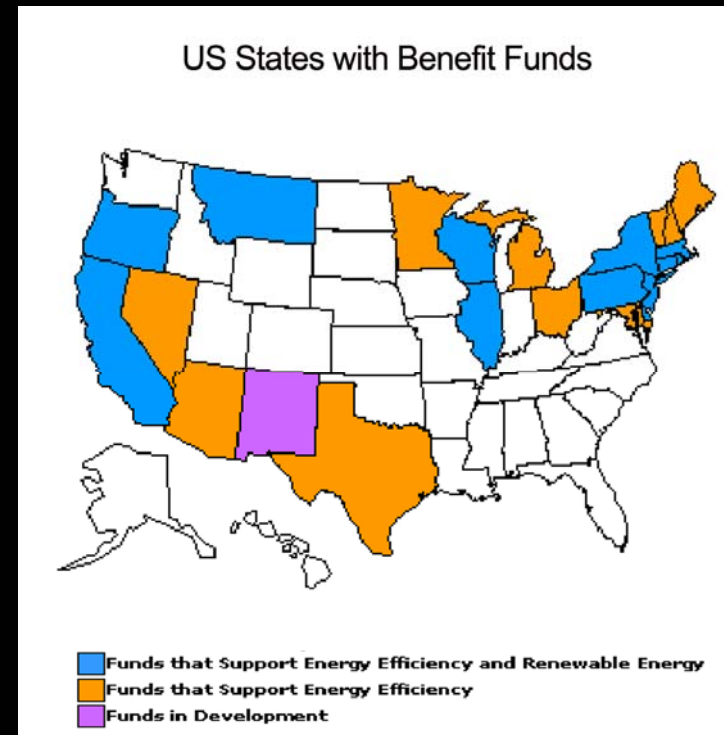 US States with Benefit Funds
Funds that Support Energy Efficiency and Renewable Energy
Funds that Support Energy Efficiency
Funds in Development